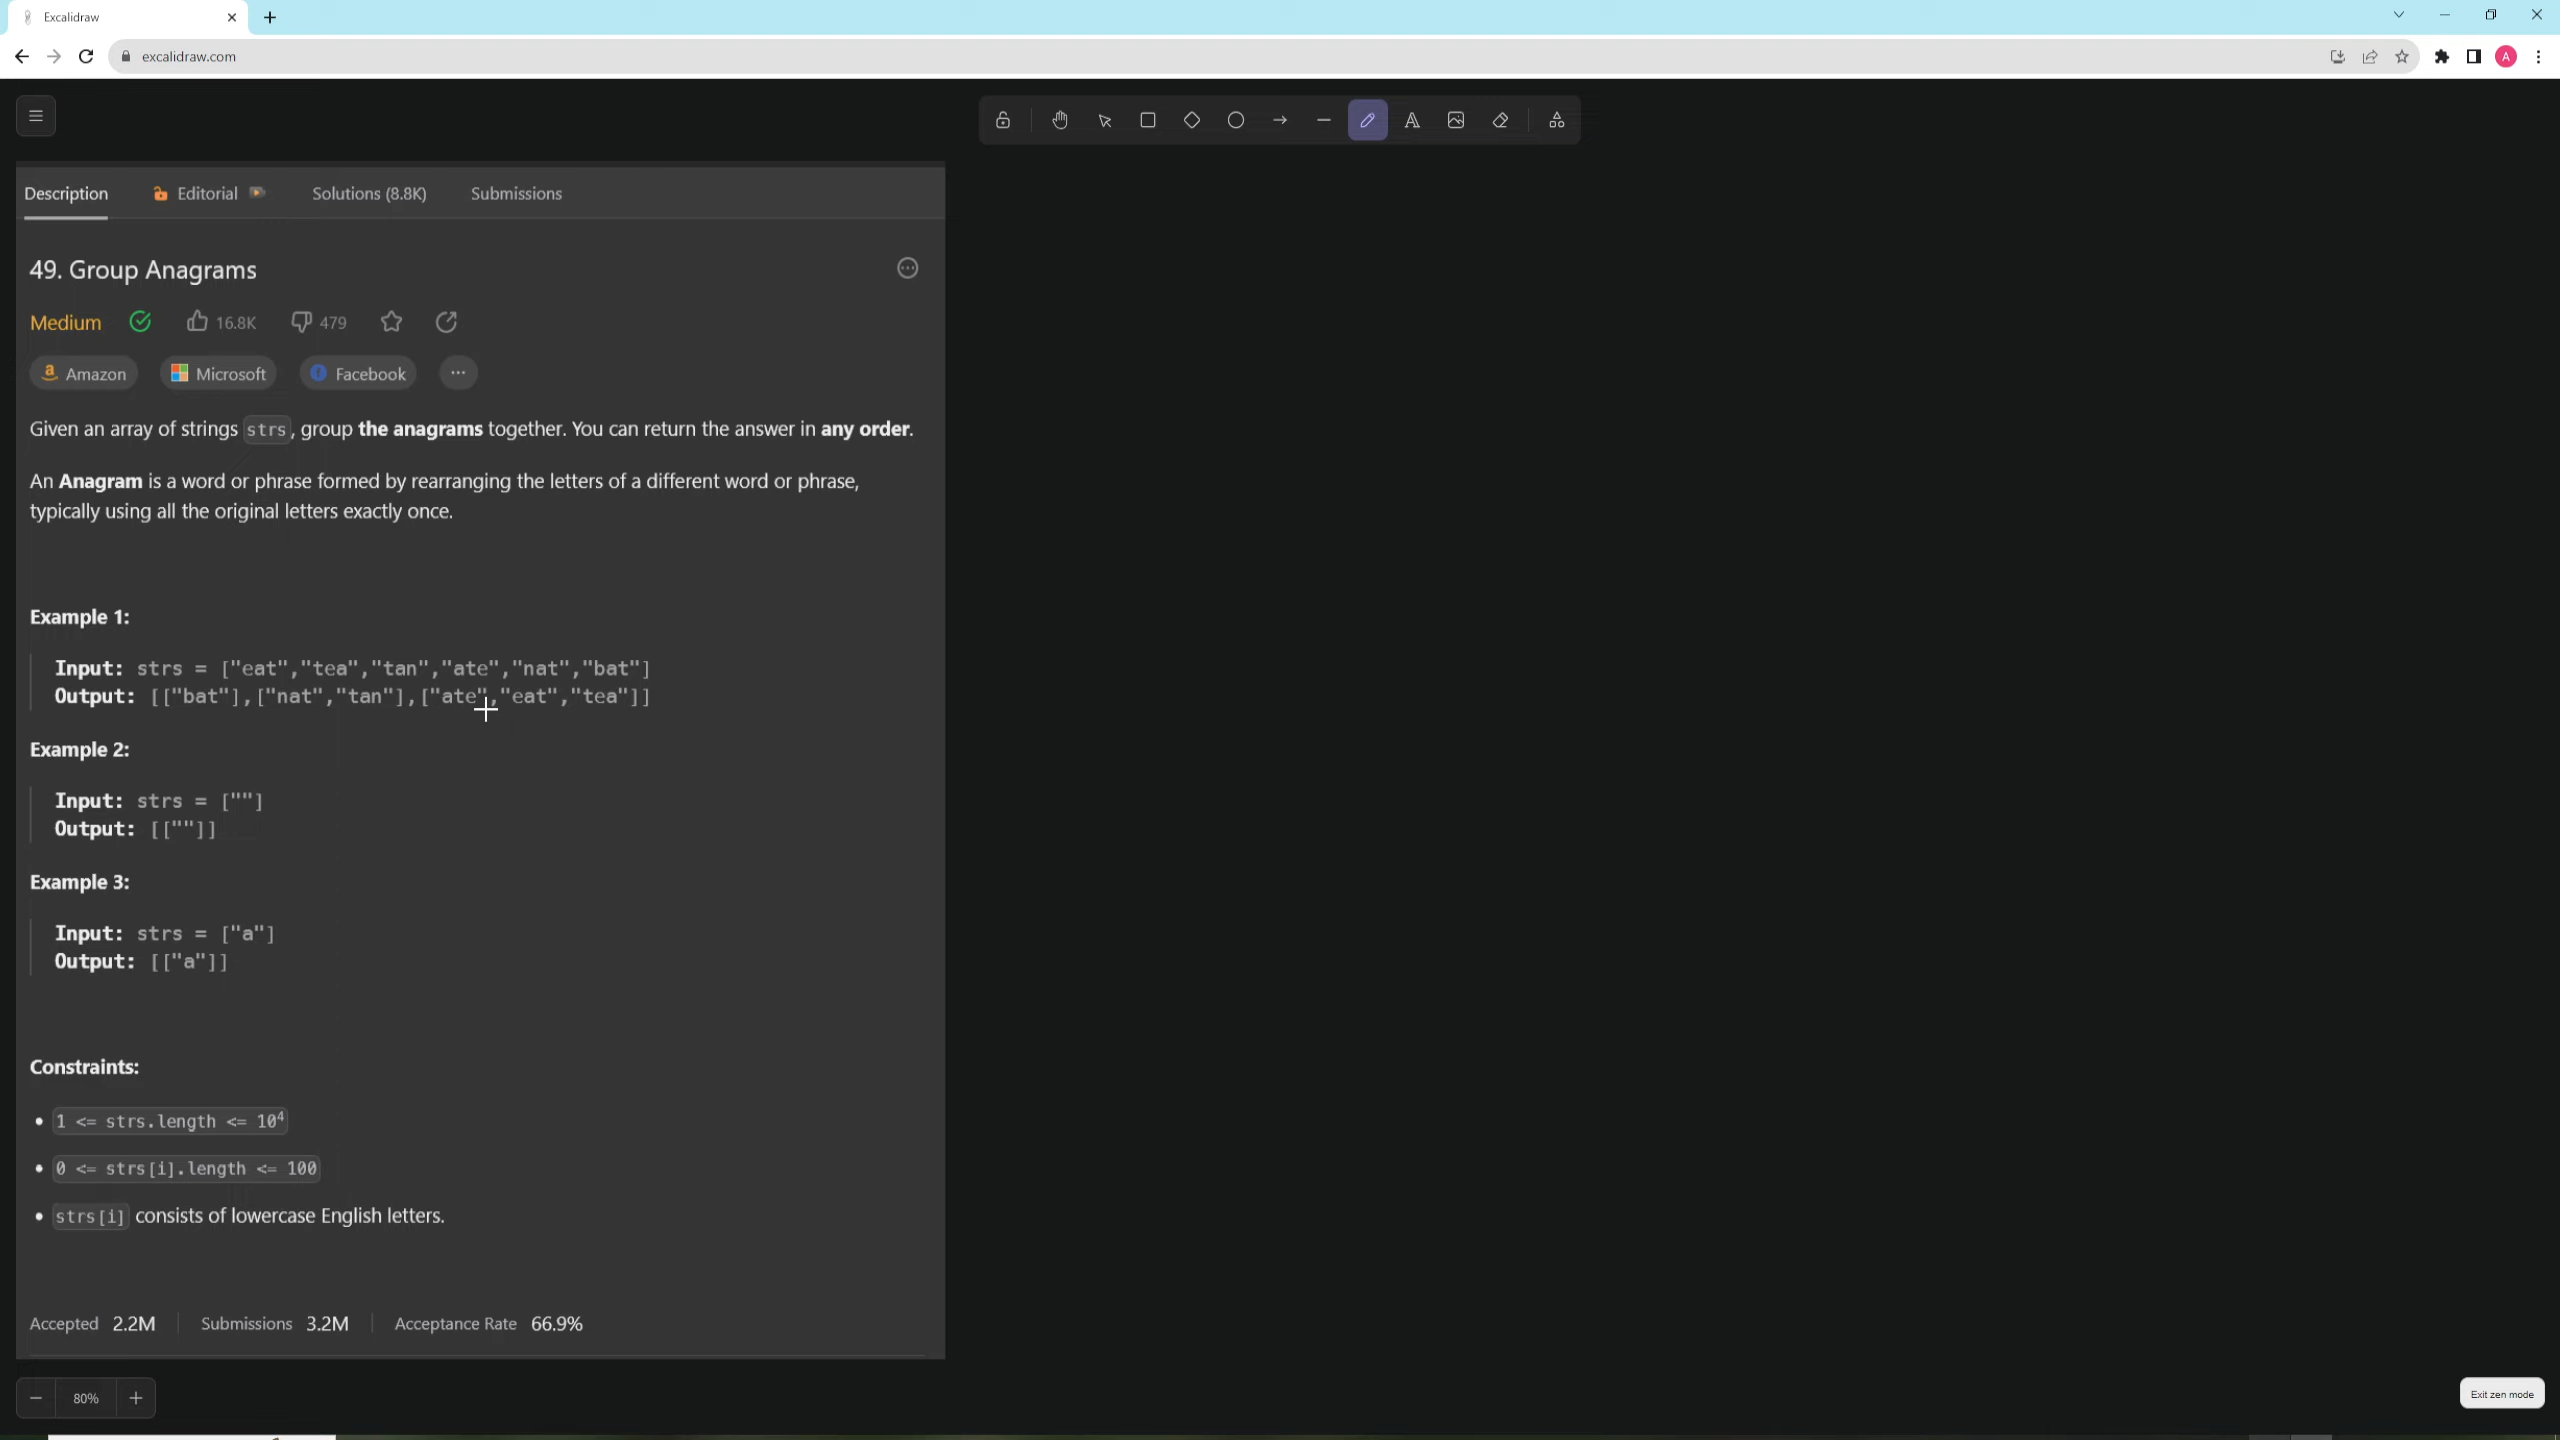 Excalidraw
excalidraw.com
A
Description Editorial Solutions (8.8K) Submissions
49. Group Anagrams
Medium 16.8K 479
Amazon Microsoft Facebook
Given an array of strings strs, group the anagrams together. You can return the answer in any order.
An Anagram is a word or phrase formed by rearranging the letters of a different word or phrase,
typically using all the original letters exactly once.
Example 1:
Input: strs = ["eat","tea","tan","ate","nat","bat"]
Output: [["bat"],["nat","tan"],["ate","eat","tea"]]
Example 2:
Input: strs = [""]
Output: [[""]]
Example 3:
Input: strs = ["a"]
Output: [["a"]]
Constraints:
• 1 <= strs.length <= 10⁴
• 0 <= strs[i].length <= 100
• strs[i] consists of lowercase English letters.
Accepted 2.2M Submissions 3.2M Acceptance Rate 66.9%
80%
Exit zen mode